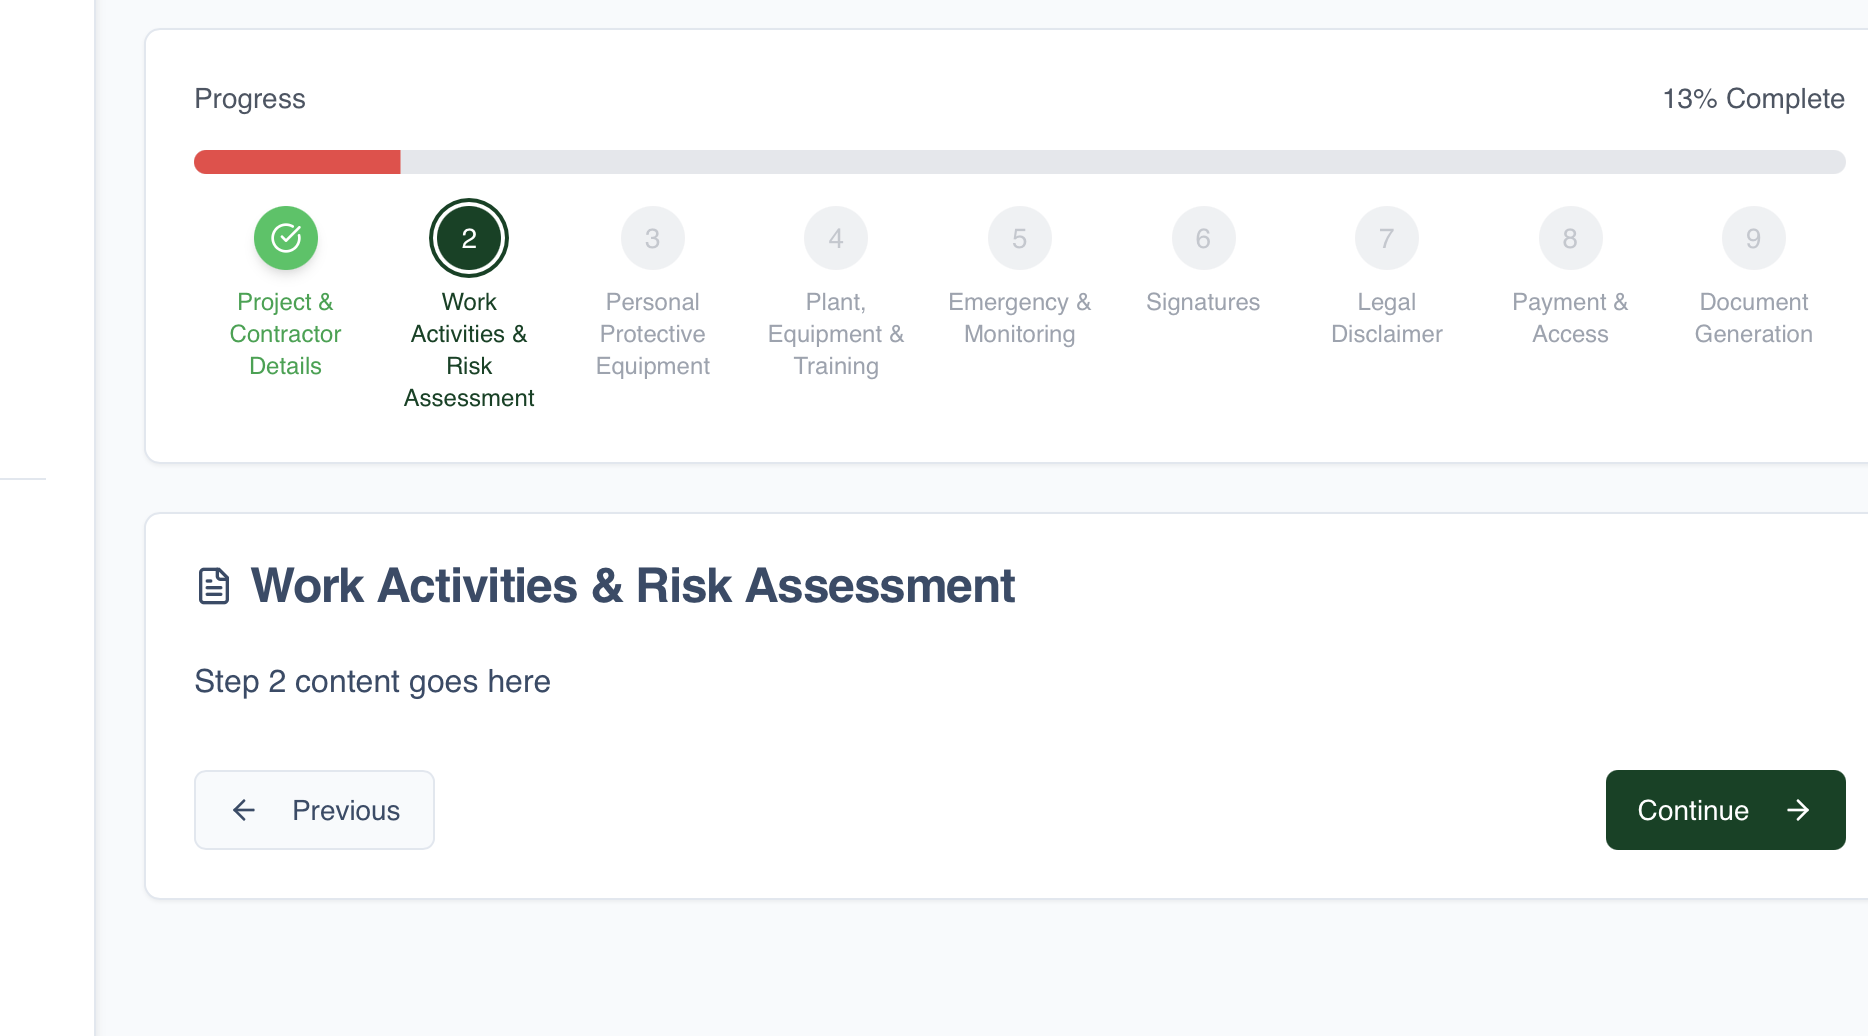 Progress
13% Complete
2
3
4
5
6
7
8
9
Project &
Contractor
Details
Work
Activities &
Risk
Assessment
Personal
Protective
Equipment
Plant,
Equipment &
Training
Emergency &
Monitoring
Signatures
Legal
Disclaimer
Payment &
Access
Document
Generation
Work Activities & Risk Assessment
Step 2 content goes here
Previous
Continue